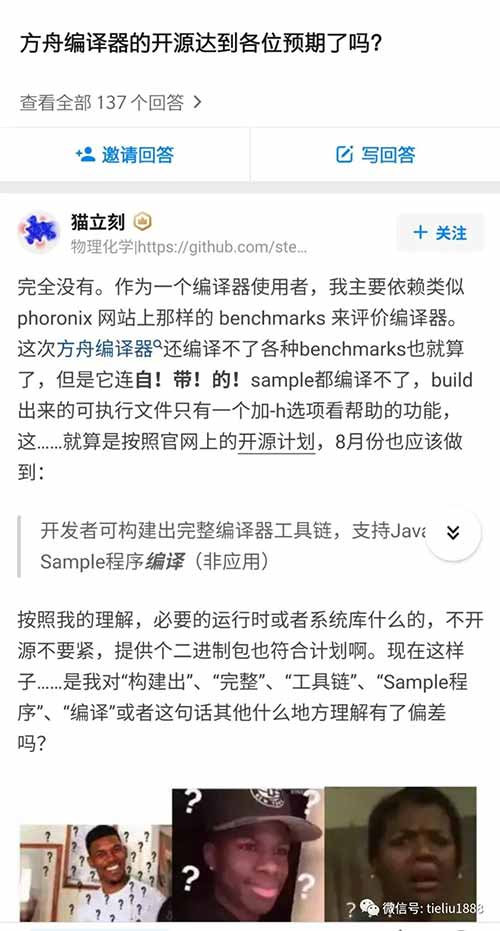 方舟编译器的开源达到各位预期了吗?
查看全部 137 个回答
邀请回答
写回答
猫立刻
物理化学|https://github.com/ste...
+ 关注
完全没有。作为一个编译器使用者，我主要依赖类似
phoronix 网站上那样的 benchmarks 来评价编译器。
这次方舟编译器还编译不了各种benchmarks也就算
了，但是它连自！带！的！sample都编译不了，build
出来的可执行文件只有一个加-h选项看帮助的功能，
这……就算是按照官网上的开源计划，8月份也应该做
到：
开发者可构建出完整编译器工具链，支持Java
Sample程序编译（非应用）
按照我的理解，必要的运行时或者系统库什么的，不开
源不要紧，提供个二进制包也符合计划啊。现在这样
子……是我对“构建出”、“完整”、“工具链”、“Sample程
序”、“编译”或者这句话其他什么地方理解有了偏差
吗？
微信号: tieliu1888